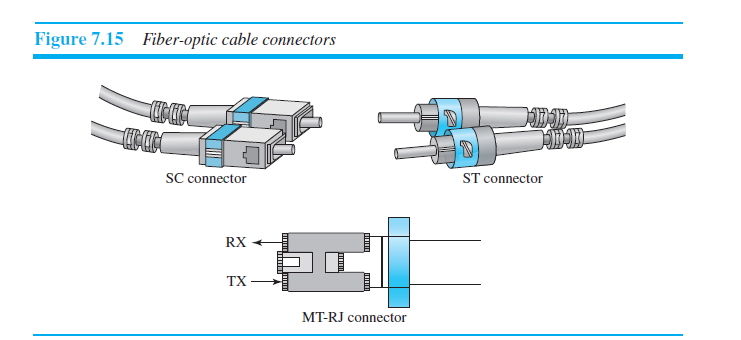 Figure 7.15 Fiber-optic cable connectors
SC connector
ST connector
RX
TX
MT-RJ connector